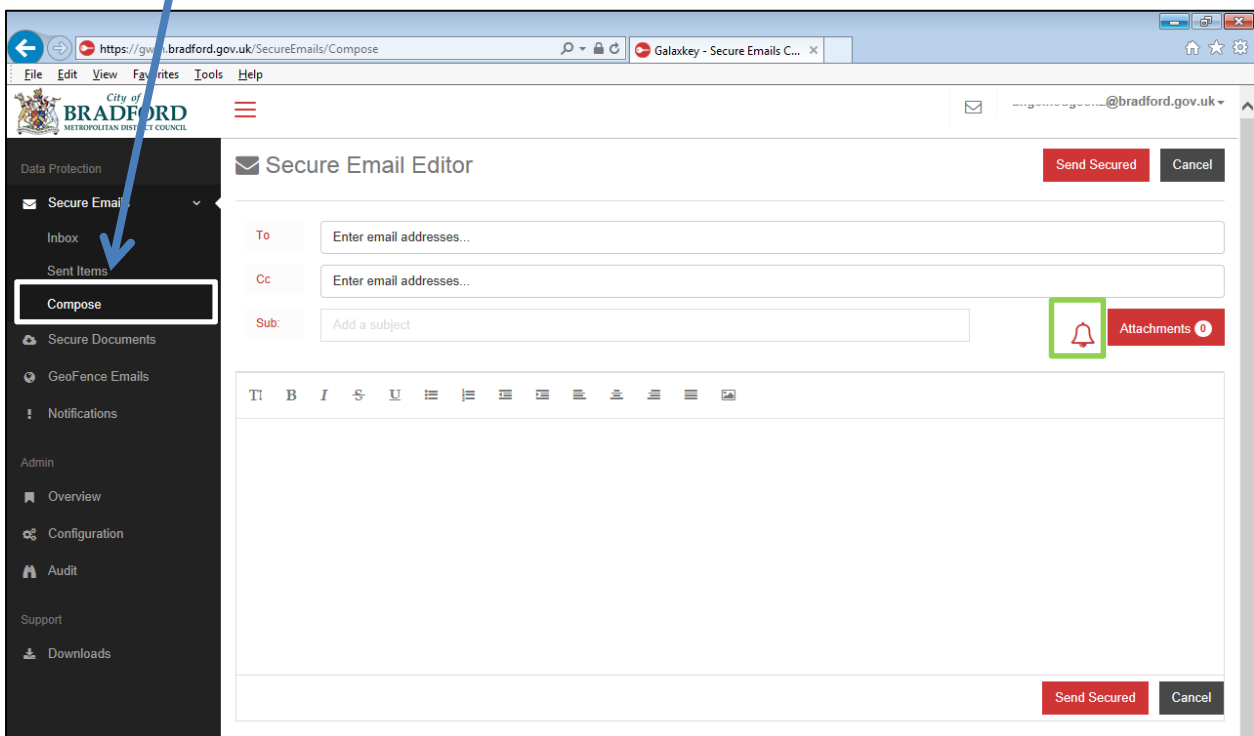 https://gw .bradford.gov.uk/SecureEmails/Compose
Galaxkey - Secure Emails C...
File Edit View Favorites Tools Help
City of
BRADFORD
METROPOLITAN DISTRICT COUNCIL
@bradford.gov.uk
Data Protection
Secure Emails
Inbox
Sent Items
Compose
Secure Documents
GeoFence Emails
Notifications
Admin
Overview
Configuration
Audit
Support
Downloads
Secure Email Editor
Send Secured Cancel
To Enter email addresses...
Cc Enter email addresses...
Sub: Add a subject
Attachments 0
T B I S U
Send Secured Cancel